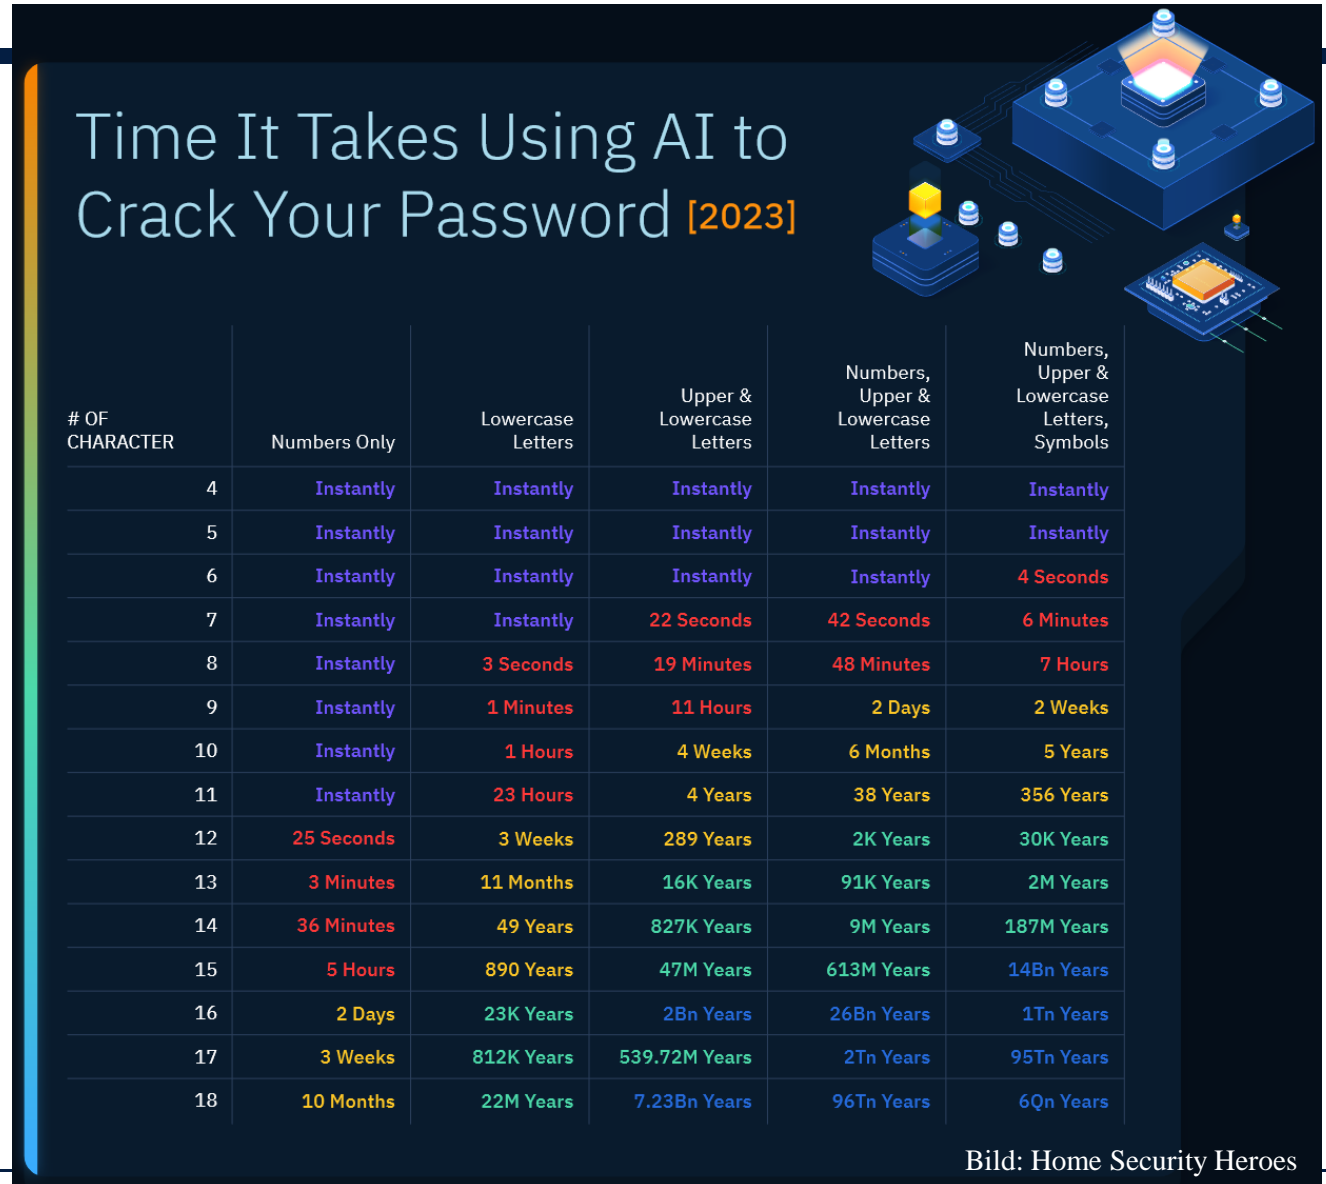 Time It Takes Using AI to
Crack Your Password [2023]
# OF
CHARACTER
Numbers Only
Lowercase
Letters
Upper &
Lowercase
Letters
Numbers,
Upper &
Lowercase
Letters
Numbers,
Upper &
Lowercase
Letters,
Symbols
4 Instantly Instantly Instantly Instantly Instantly
5 Instantly Instantly Instantly Instantly Instantly
6 Instantly Instantly Instantly Instantly 4 Seconds
7 Instantly Instantly 22 Seconds 42 Seconds 6 Minutes
8 Instantly 3 Seconds 19 Minutes 48 Minutes 7 Hours
9 Instantly 1 Minutes 11 Hours 2 Days 2 Weeks
10 Instantly 1 Hours 4 Weeks 6 Months 5 Years
11 Instantly 23 Hours 4 Years 38 Years 356 Years
12 25 Seconds 3 Weeks 289 Years 2K Years 30K Years
13 3 Minutes 11 Months 16K Years 91K Years 2M Years
14 36 Minutes 49 Years 827K Years 9M Years 187M Years
15 5 Hours 890 Years 47M Years 613M Years 14Bn Years
16 2 Days 23K Years 2Bn Years 26Bn Years 1Tn Years
17 3 Weeks 812K Years 539.72M Years 2Tn Years 95Tn Years
18 10 Months 22M Years 7.23Bn Years 96Tn Years 6Qn Years
Bild: Home Security Heroes